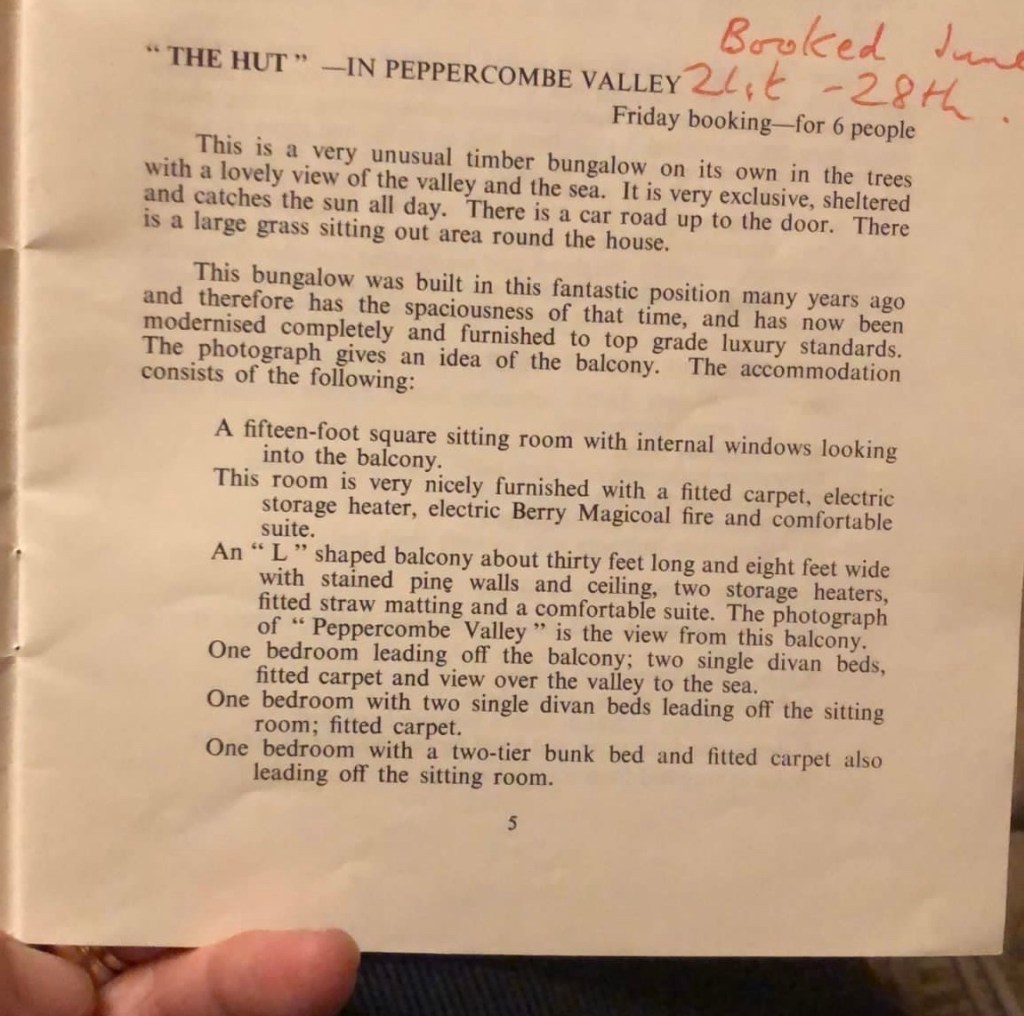 Booked June
“ THE HUT ” —IN PEPPERCOMBE VALLEY 21st -28th.
Friday booking—for 6 people
This is a very unusual timber bungalow on its own in the trees
with a lovely view of the valley and the sea. It is very exclusive, sheltered
and catches the sun all day. There is a car road up to the door. There
is a large grass sitting out area round the house.
This bungalow was built in this fantastic position many years ago
and therefore has the spaciousness of that time, and has now been
modernised completely and furnished to top grade luxury standards.
The photograph gives an idea of the balcony. The accommodation
consists of the following:
A fifteen-foot square sitting room with internal windows looking
into the balcony.
This room is very nicely furnished with a fitted carpet, electric
storage heater, electric Berry Magicoal fire and comfortable
suite.
An “ L ” shaped balcony about thirty feet long and eight feet wide
with stained pine walls and ceiling, two storage heaters,
fitted straw matting and a comfortable suite. The photograph
of “ Peppercombe Valley ” is the view from this balcony.
One bedroom leading off the balcony; two single divan beds,
fitted carpet and view over the valley to the sea.
One bedroom with two single divan beds leading off the sitting
room; fitted carpet.
One bedroom with a two-tier bunk bed and fitted carpet also
leading off the sitting room.
5